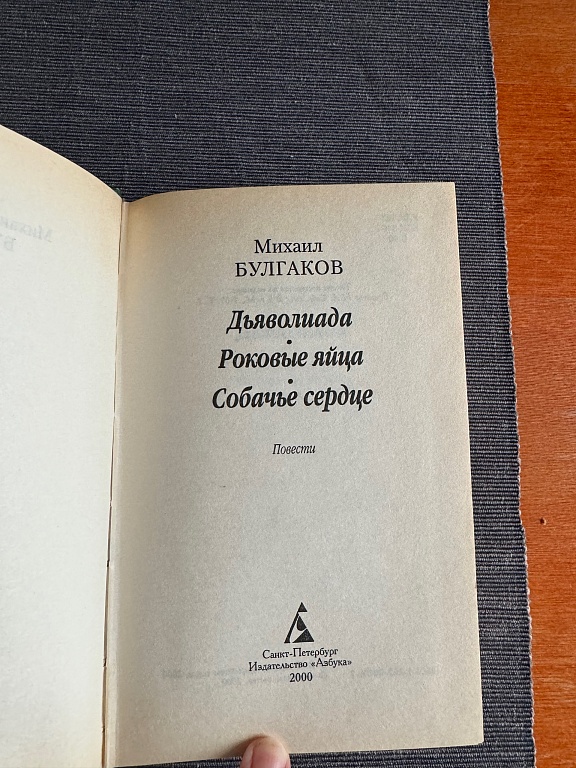 Михаил
БУЛГАКОВ
Дьяволиада
•
Роковые яйца
•
Собачье сердце
Повести
Санкт-Петербург
Издательство «Азбука»
2000